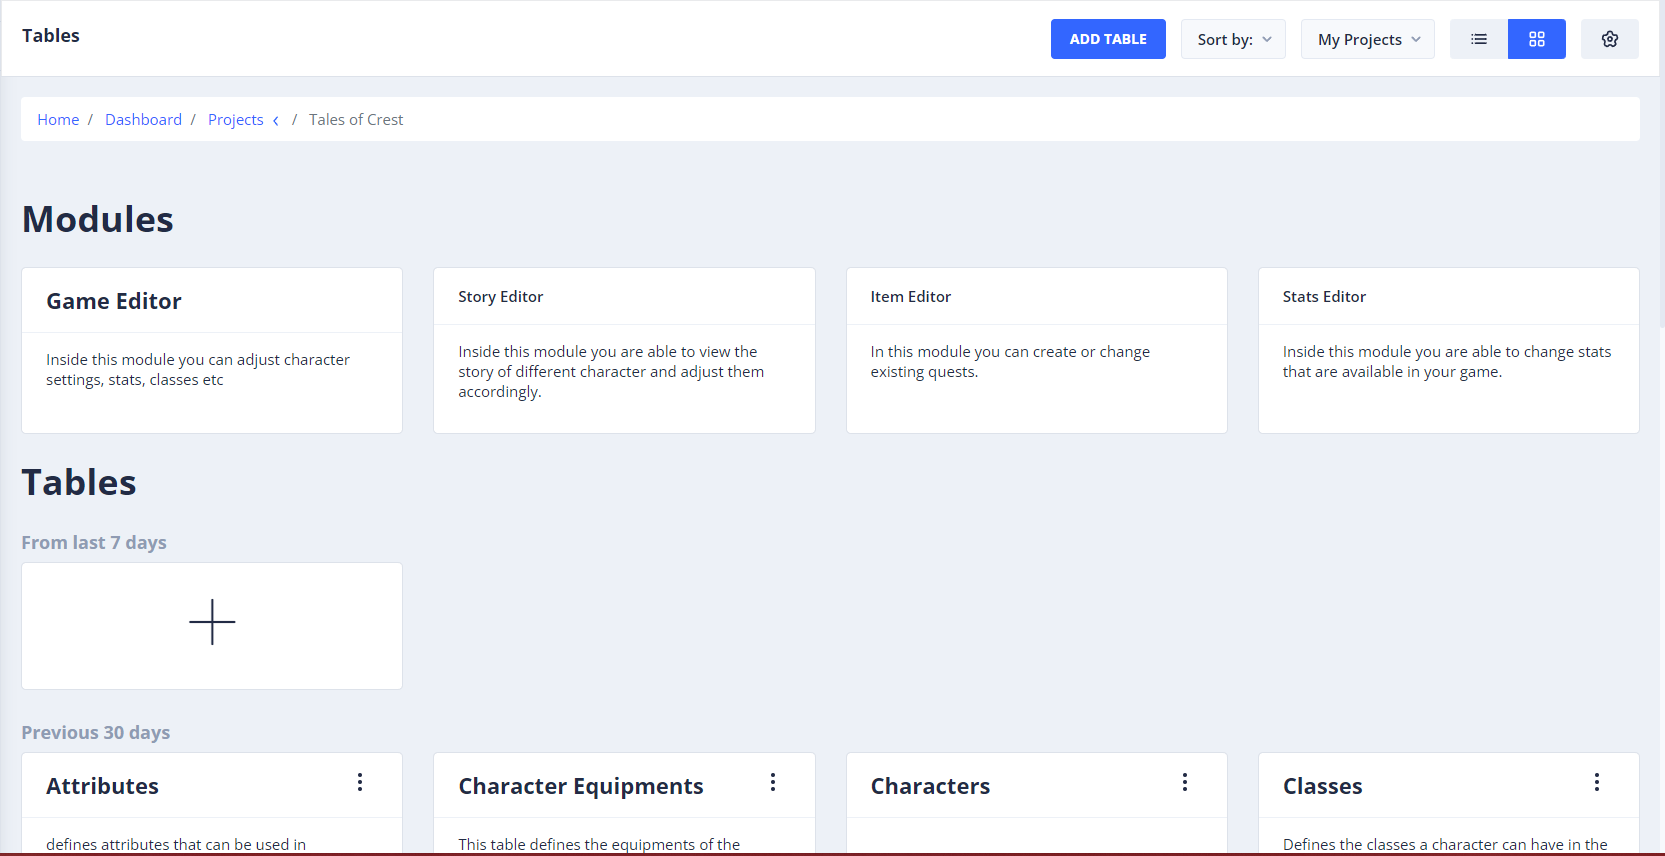 Tables
ADD TABLE
Sort by:
My Projects
Home / Dashboard / Projects < / Tales of Crest
Modules
Game Editor
Inside this module you can adjust character
settings, stats, classes etc
Story Editor
Inside this module you are able to view the
story of different character and adjust them
accordingly.
Item Editor
In this module you can create or change
existing quests.
Stats Editor
Inside this module you are able to change stats
that are available in your game.
Tables
From last 7 days
Previous 30 days
Attributes
defines attributes that can be used in
Character Equipments
This table defines the equipments of the
Characters
Classes
Defines the classes a character can have in the